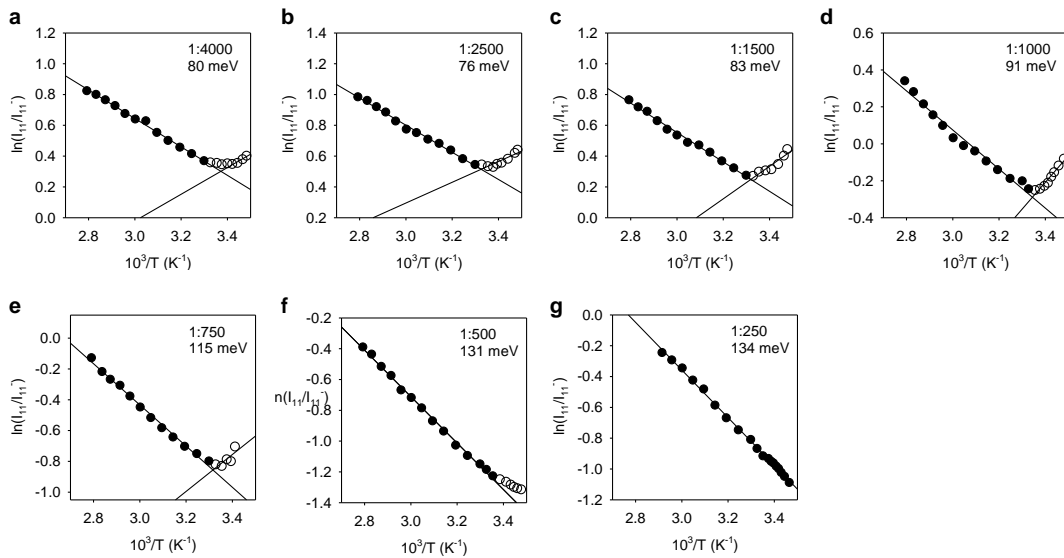 a
1:4000
80 meV
1.2
1.0
0.8
0.6
0.4
0.2
0.0
ln(I11/I11-)
2.8 3.0 3.2 3.4
10³/T (K⁻¹)
b
1:2500
76 meV
1.4
1.2
1.0
0.8
0.6
0.4
0.2
ln(I11/I11-)
2.8 3.0 3.2 3.4
10³/T (K⁻¹)
c
1:1500
83 meV
1.2
1.0
0.8
0.6
0.4
0.2
0.0
ln(I11/I11-)
2.8 3.0 3.2 3.4
10³/T (K⁻¹)
d
1:1000
91 meV
0.6
0.4
0.2
0.0
-0.2
-0.4
ln(I11/I11-)
2.8 3.0 3.2 3.4
10³/T (K⁻¹)
e
1:750
115 meV
0.0
-0.2
-0.4
-0.6
-0.8
-1.0
ln(I11/I11-)
2.8 3.0 3.2 3.4
10³/T (K⁻¹)
f
1:500
131 meV
-0.2
-0.4
-0.6
-0.8
-1.0
-1.2
-1.4
n(I11/I11-)
2.8 3.0 3.2 3.4
10³/T (K⁻¹)
g
1:250
134 meV
0.0
-0.2
-0.4
-0.6
-0.8
-1.0
-1.2
ln(I11/I11-)
2.8 3.0 3.2 3.4
10³/T (K⁻¹)